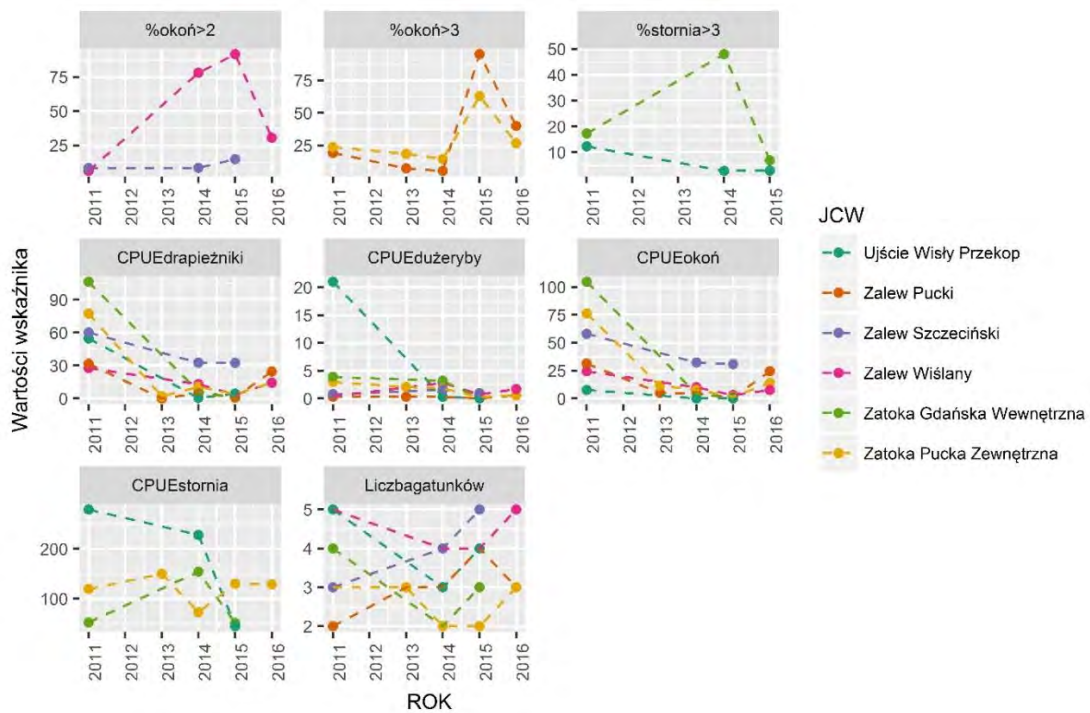 %okoń>2
%okoń>3
%stornia>3
75
50
25
75
50
25
50
40
30
20
10
2011 2012 2013 2014 2015 2016
2011 2012 2013 2014 2015 2016
2011 2012 2013 2014 2015
CPUEdrapieżniki
CPUEdużeryby
CPUEokoń
90
60
30
0
20
15
10
5
0
100
75
50
25
0
2011 2012 2013 2014 2015 2016
2011 2012 2013 2014 2015 2016
2011 2012 2013 2014 2015 2016
CPUEstornia
Liczbagatunków
200
100
5
4
3
2
2011 2012 2013 2014 2015 2016
2011 2012 2013 2014 2015 2016
Wartości wskaźnika
ROK
JCW
Ujście Wisły Przekop
Zalew Pucki
Zalew Szczeciński
Zalew Wiślany
Zatoka Gdańska Wewnętrzna
Zatoka Pucka Zewnętrzna